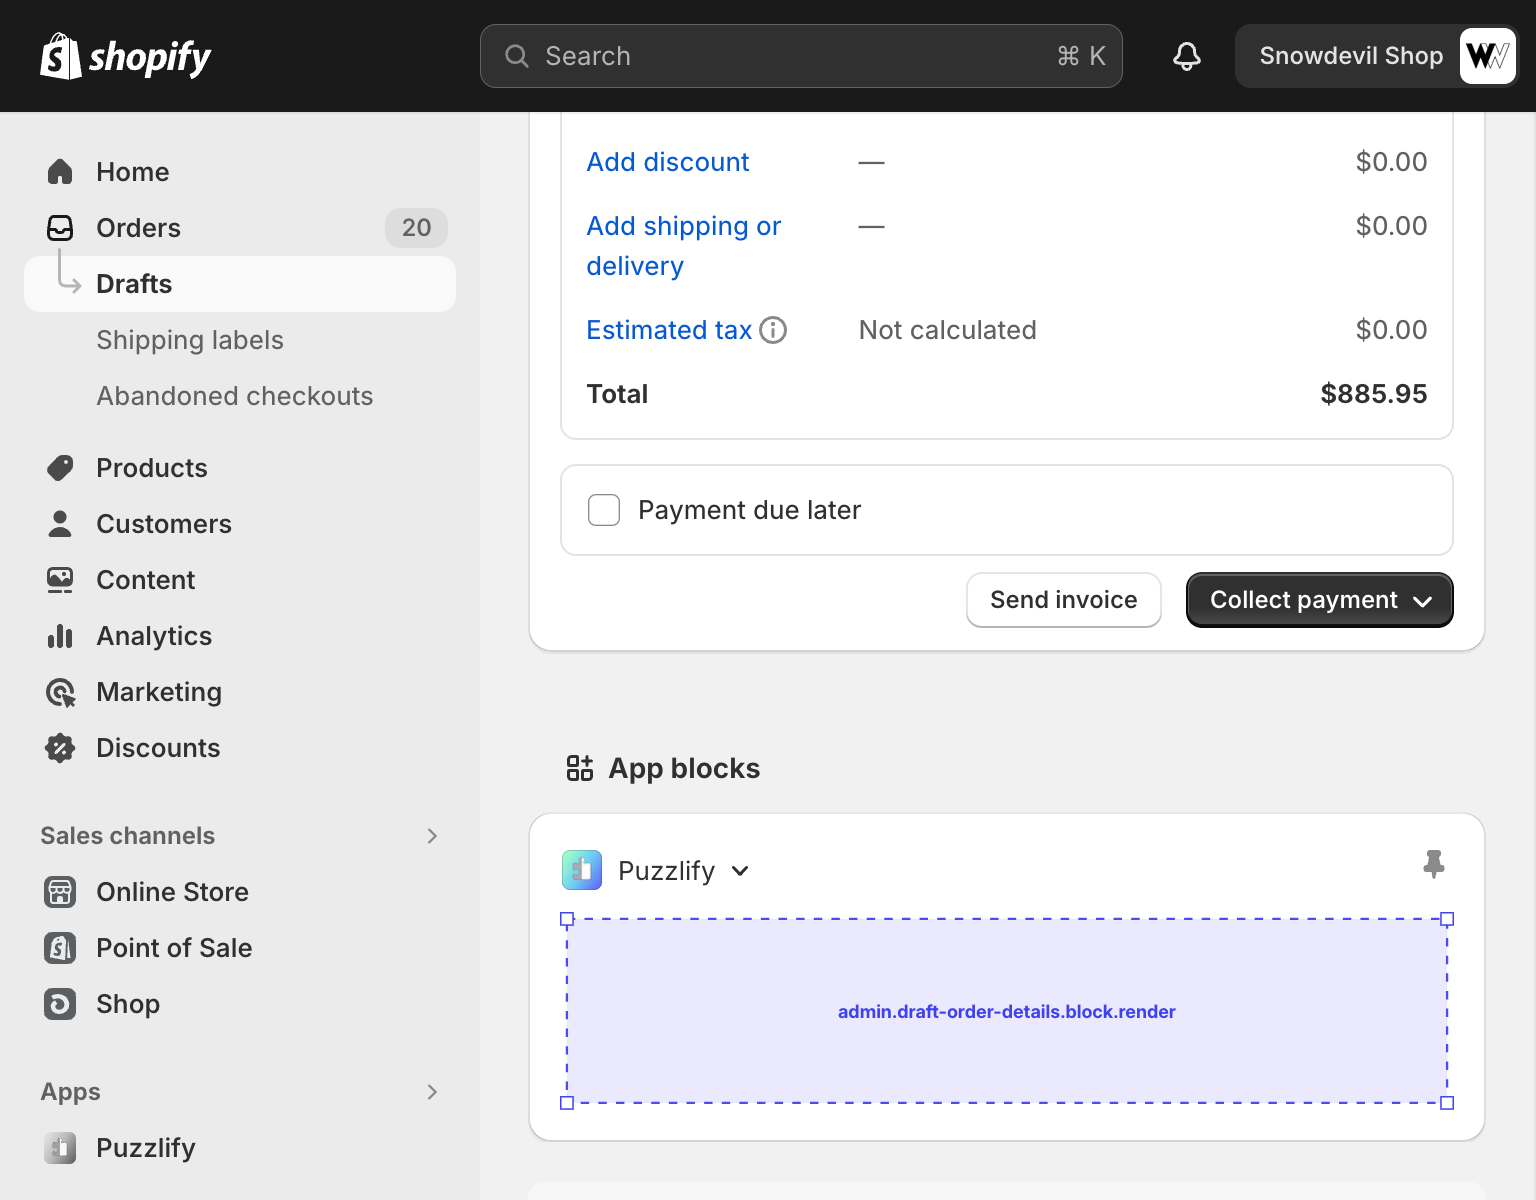 shopify
Search
⌘ K
Snowdevil Shop
Home
Orders
20
Drafts
Shipping labels
Abandoned checkouts
Products
Customers
Content
Analytics
Marketing
Discounts
Sales channels
Online Store
Point of Sale
Shop
Apps
Puzzlify
Add discount — $0.00
Add shipping or — $0.00
delivery
Estimated tax Not calculated $0.00
Total $885.95
Payment due later
Send invoice
Collect payment
App blocks
Puzzlify
admin.draft-order-details.block.render